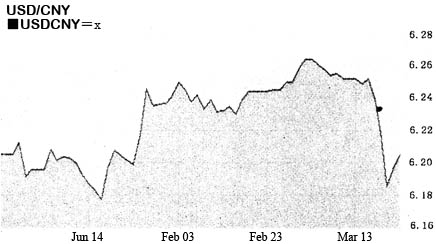 USD/CNY
■USDCNY=x
6.28
6.26
6.24
6.22
6.20
6.18
6.16
Jun 14
Feb 03
Feb 23
Mar 13